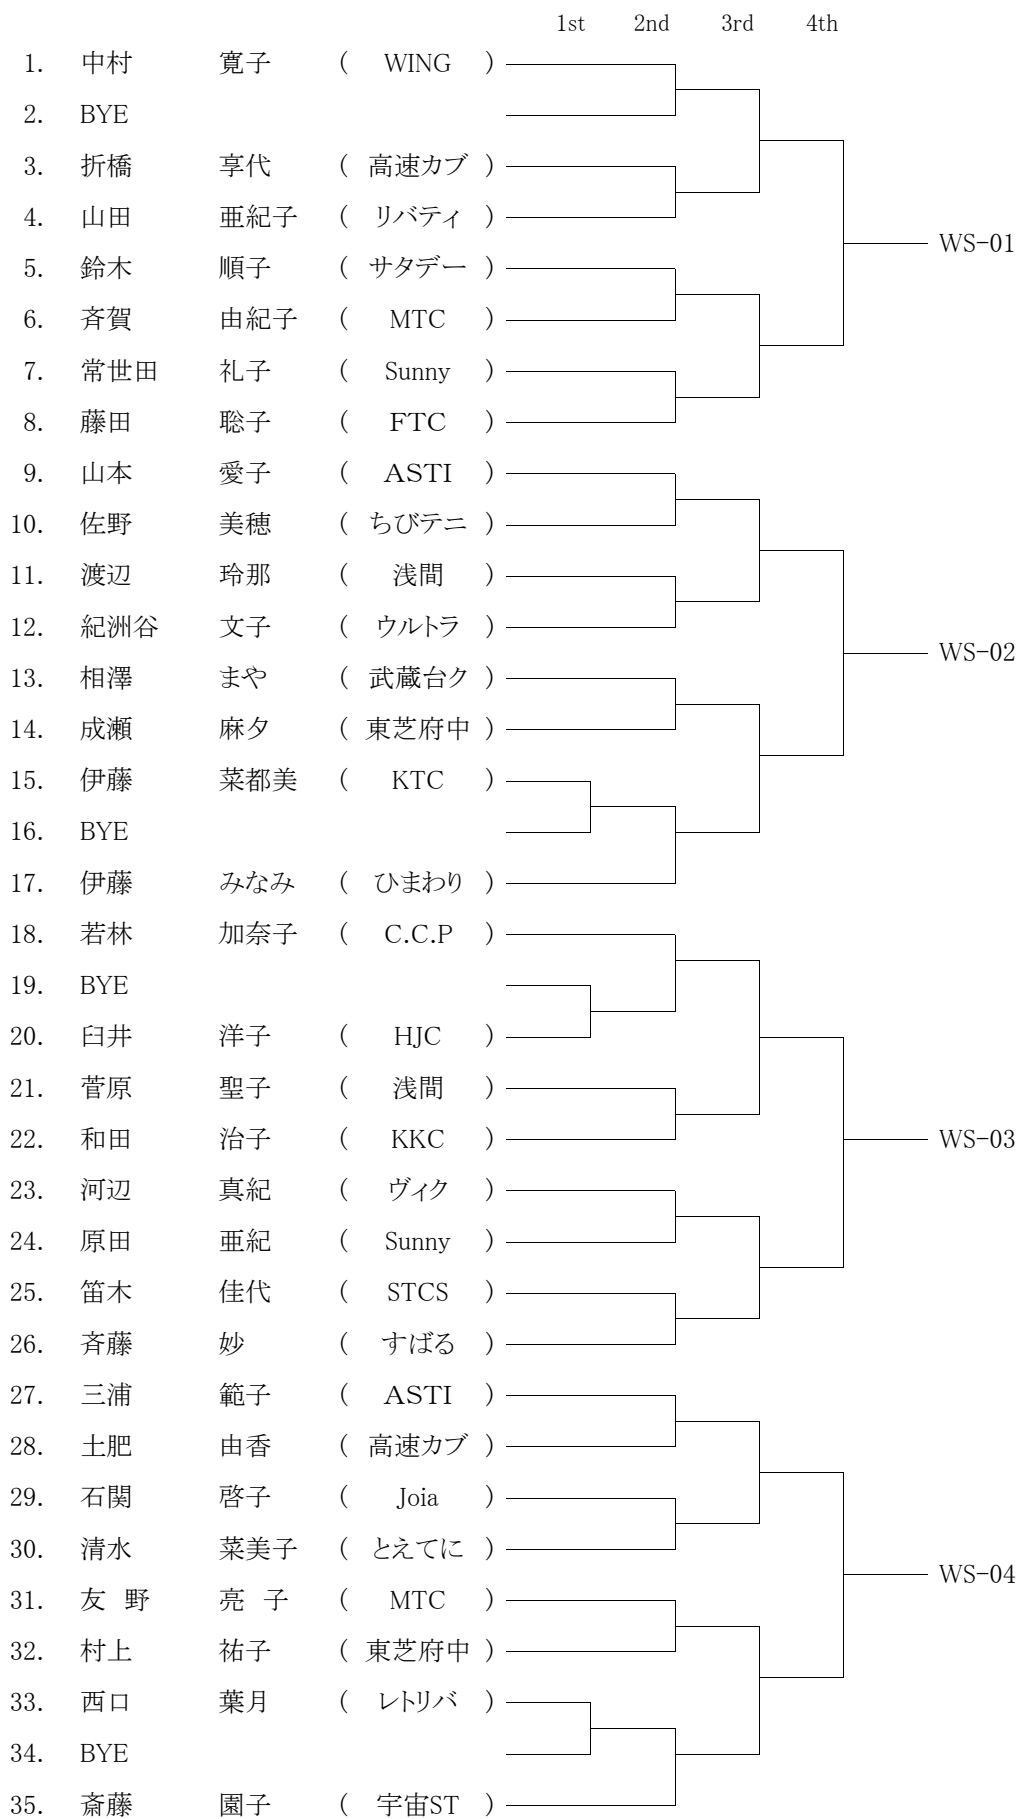 1st 2nd 3rd 4th
1. 中村 寛子 ( WING )
2. BYE
3. 折橋 享代 ( 高速カブ )
4. 山田 亜紀子 ( リバティ )
WS-01
5. 鈴木 順子 ( サタデー )
6. 斉賀 由紀子 ( MTC )
7. 常世田 礼子 ( Sunny )
8. 藤田 聡子 ( FTC )
9. 山本 愛子 ( ASTI )
10. 佐野 美穂 ( ちびテニ )
11. 渡辺 玲那 ( 浅間 )
12. 紀洲谷 文子 ( ウルトラ )
WS-02
13. 相澤 まや ( 武蔵台ク )
14. 成瀬 麻夕 ( 東芝府中 )
15. 伊藤 菜都美 ( KTC )
16. BYE
17. 伊藤 みなみ ( ひまわり )
18. 若林 加奈子 ( C.C.P )
19. BYE
20. 臼井 洋子 ( HJC )
21. 菅原 聖子 ( 浅間 )
22. 和田 治子 ( KKC ) WS-03
23. 河辺 真紀 ( ヴィク )
24. 原田 亜紀 ( Sunny )
25. 笛木 佳代 ( STCS )
26. 斉藤 妙 ( すばる )
27. 三浦 範子 ( ASTI )
28. 土肥 由香 ( 高速カブ )
29. 石関 啓子 ( Joia )
30. 清水 菜美子 ( とえてに )
WS-04
31. 友 野 亮 子 ( MTC )
32. 村上 祐子 ( 東芝府中 )
33. 西口 葉月 ( レトリバ )
34. BYE
35. 斎藤 園子 ( 宇宙ST )